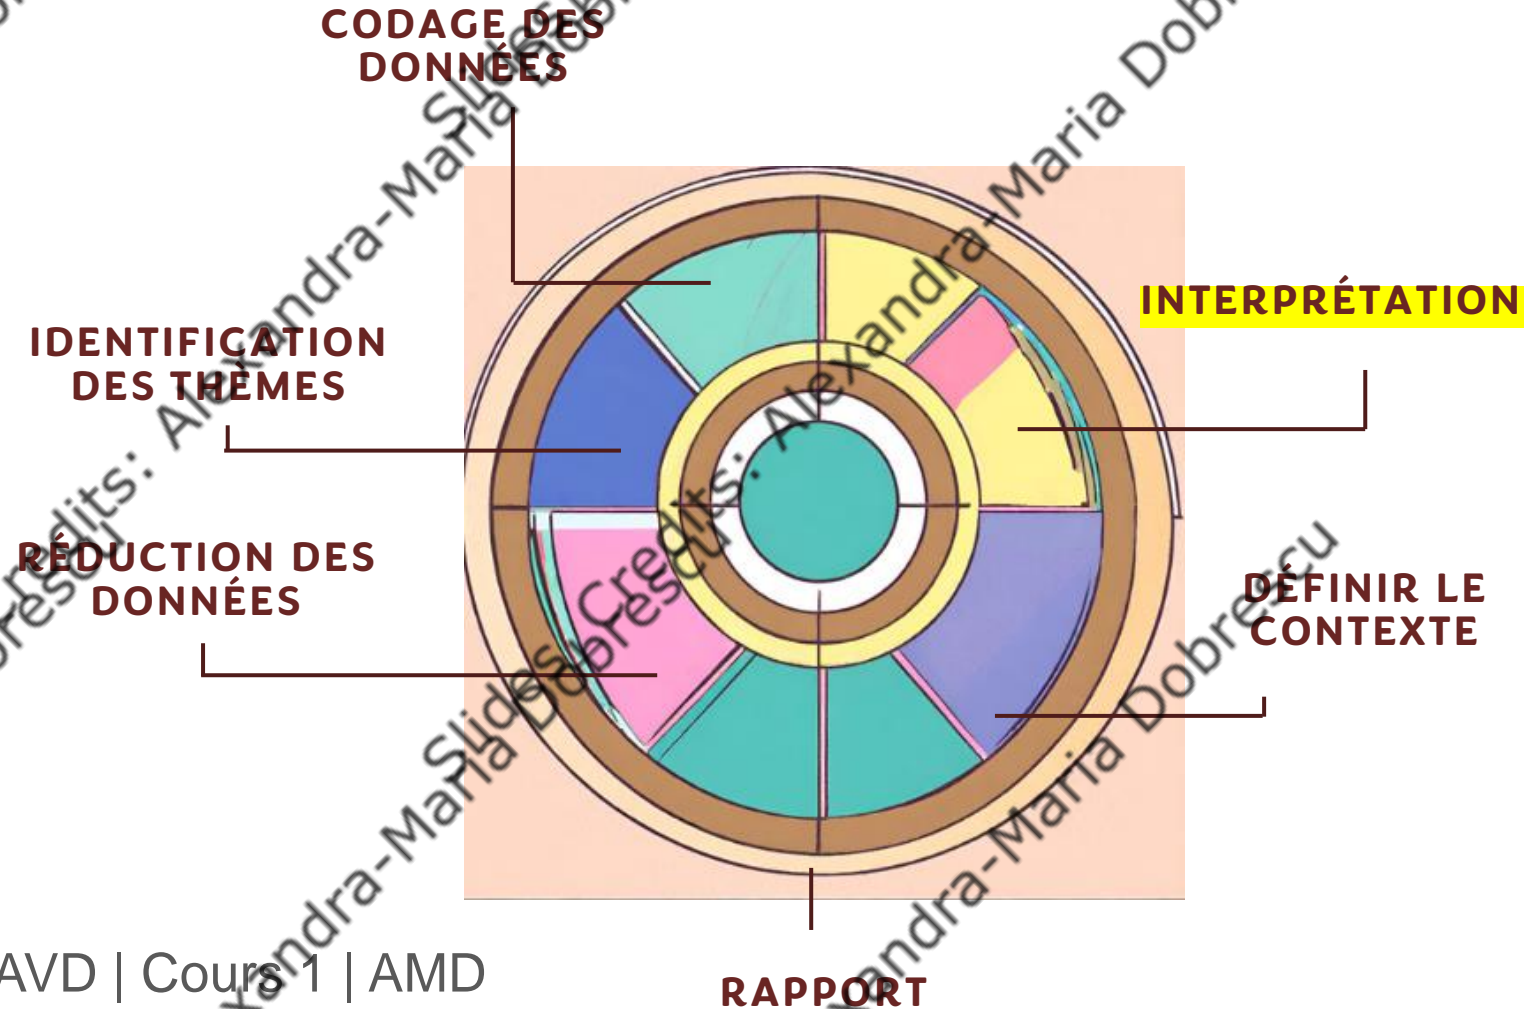 CODAGE DES
DONNÉES
INTERPRÉTATION
IDENTIFICATION
DES THÈMES
RÉDUCTION DES
DONNÉES
DÉFINIR LE
CONTEXTE
RAPPORT
AVD | Cours 1 | AMD
Slides Credits: Alexandra-Maria Dobrescu